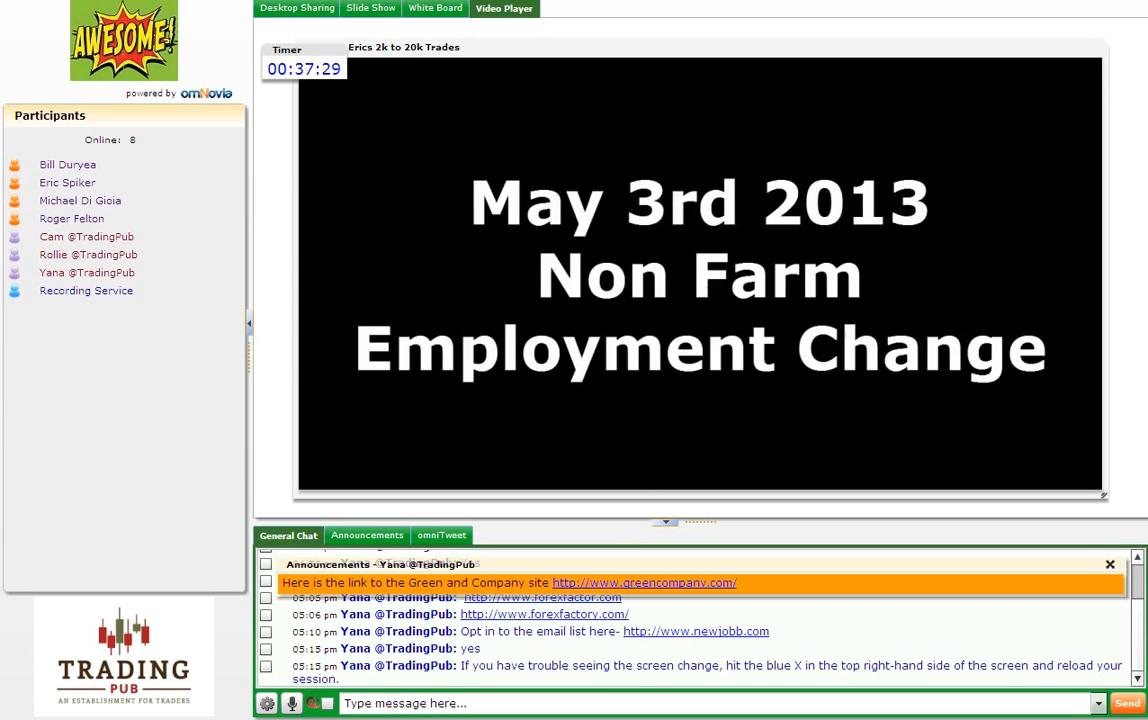 AWESOME!
powered by omNovia
Participants
Online: 8
Bill Duryea
Eric Spiker
Michael Di Gioia
Roger Felton
Cam @TradingPub
Rollie @TradingPub
Yana @TradingPub
Recording Service
TRADING
PUB
AN ESTABLISHMENT FOR TRADERS
Desktop Sharing Slide Show White Board Video Player
Timer
00:37:29
Erics 2k to 20k Trades
May 3rd 2013
Non Farm
Employment Change
General Chat Announcements omniTweet
Announcements - Yana @TradingPub
Here is the link to the Green and Company site http://www.greencompany.com/
05:05 pm Yana @TradingPub: http://www.forexfactor.com
05:06 pm Yana @TradingPub: http://www.forexfactory.com/
05:10 pm Yana @TradingPub: Opt in to the email list here- http://www.newjobb.com
05:15 pm Yana @TradingPub: yes
05:15 pm Yana @TradingPub: If you have trouble seeing the screen change, hit the blue X in the top right-hand side of the screen and reload your
session.
Type message here...
Send